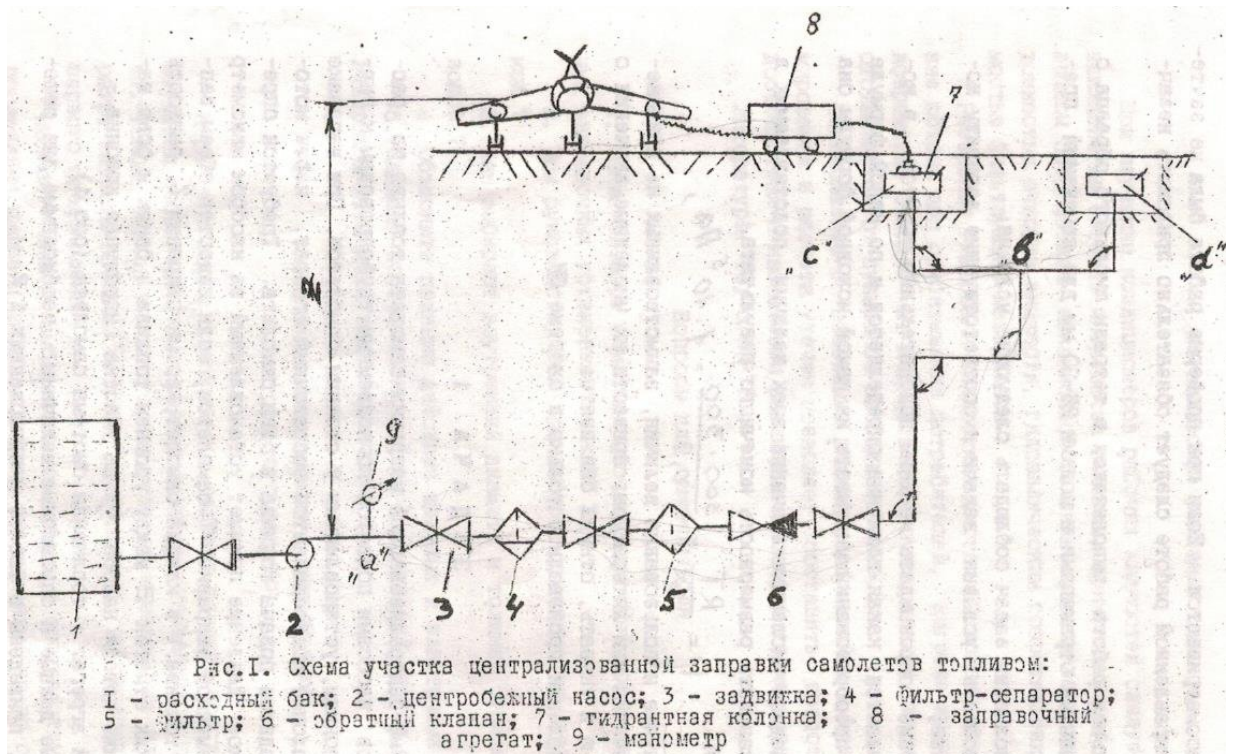 8
7
„c"
„в"
„d"
z
9
„a"
1
2
3
4
5
6
Рис.I. Схема участка централизованной заправки самолетов топливом:
I - расходный бак; 2 - центробежный насос; 3 - задвижка; 4 - фильтр-сепаратор;
5 - фильтр; 6 - обратный клапан; 7 - гидрантная колонка; 8 - заправочный
агрегат; 9 - манометр